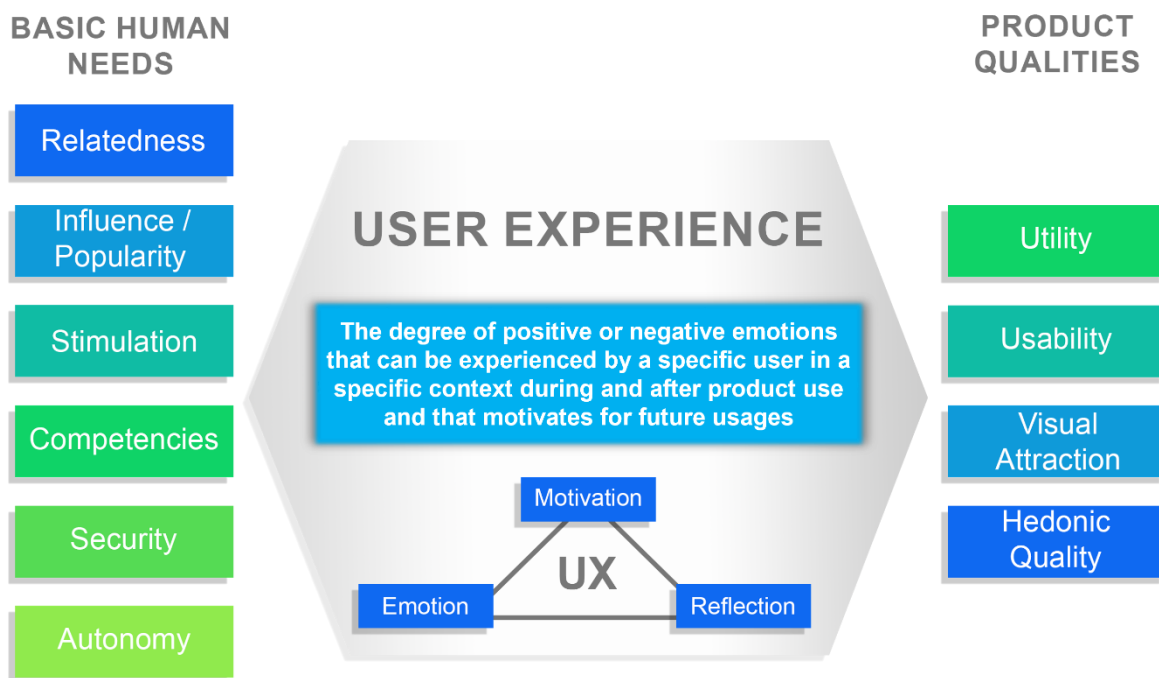 BASIC HUMAN
NEEDS
Relatedness
Influence /
Popularity
Stimulation
Competencies
Security
Autonomy
USER EXPERIENCE
The degree of positive or negative emotions
that can be experienced by a specific user in a
specific context during and after product use
and that motivates for future usages
Motivation
UX
Emotion
Reflection
PRODUCT
QUALITIES
Utility
Usability
Visual
Attraction
Hedonic
Quality